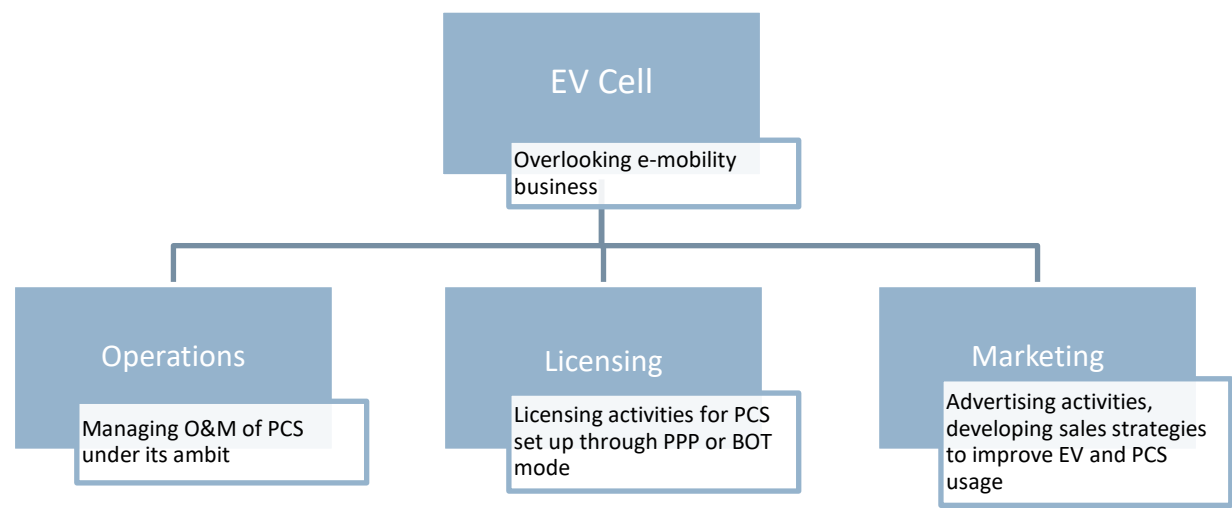 EV Cell
Overlooking e-mobility
business
Operations
Managing O&M of PCS
under its ambit
Licensing
Licensing activities for PCS
set up through PPP or BOT
mode
Marketing
Advertising activities,
developing sales strategies
to improve EV and PCS
usage